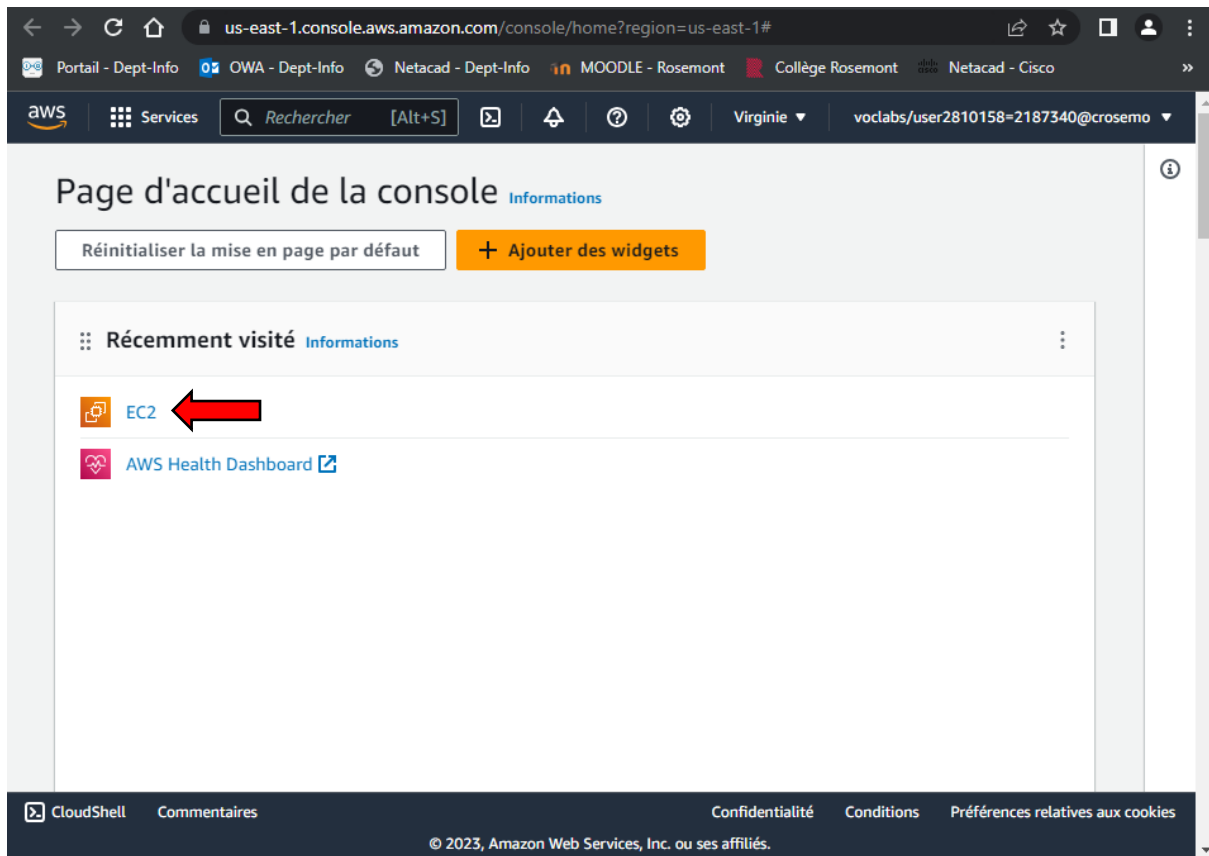 us-east-1.console.aws.amazon.com/console/home?region=us-east-1#
Portail - Dept-Info OWA - Dept-Info Netacad - Dept-Info MOODLE - Rosemont Collège Rosemont Netacad - Cisco »
aws Services Rechercher [Alt+S] Virginie voclabs/user2810158=2187340@crosemo
Page d'accueil de la console Informations
Réinitialiser la mise en page par défaut + Ajouter des widgets
Récemment visité Informations
EC2
AWS Health Dashboard
CloudShell Commentaires Confidentialité Conditions Préférences relatives aux cookies
© 2023, Amazon Web Services, Inc. ou ses affiliés.